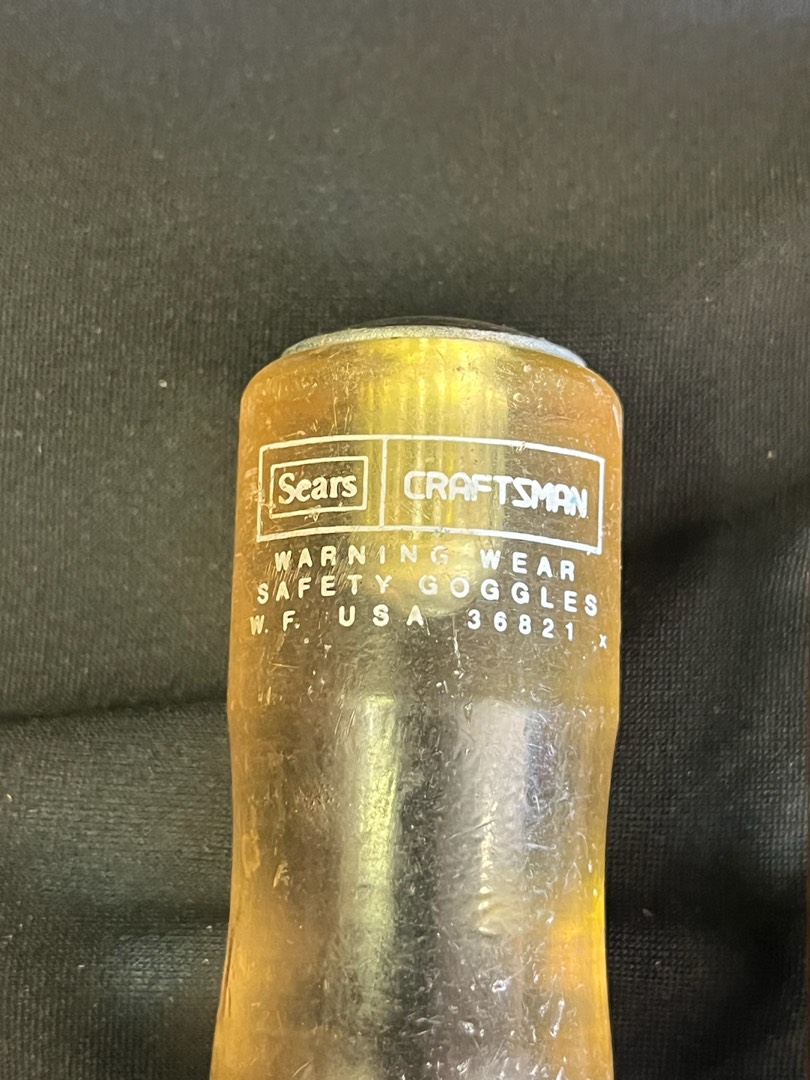 Sears CRAFTSMAN
WARNING WEAR
SAFETY GOGGLES
W.F. USA 36821 x